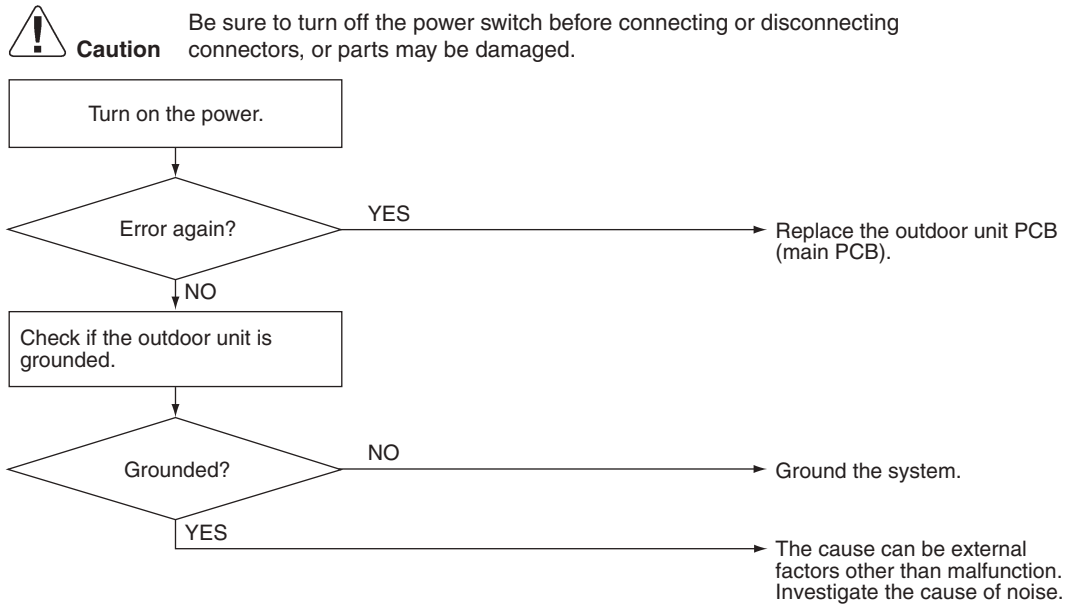 Be sure to turn off the power switch before connecting or disconnecting
Caution connectors, or parts may be damaged.
Turn on the power.
Error again?
YES
Replace the outdoor unit PCB
(main PCB).
NO
Check if the outdoor unit is
grounded.
Grounded?
NO
Ground the system.
YES
The cause can be external
factors other than malfunction.
Investigate the cause of noise.